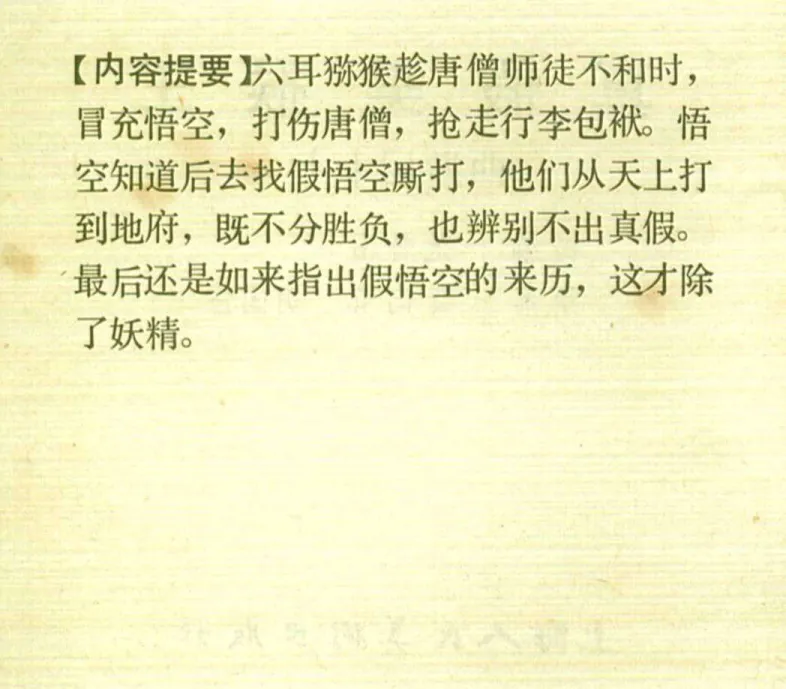 【内容提要】六耳猕猴趁唐僧师徒不和时，
冒充悟空，打伤唐僧，抢走行李包袱。悟
空知道后去找假悟空厮打，他们从天上打
到地府，既不分胜负，也辨别不出真假。
最后还是如来指出假悟空的来历，这才除
了妖精。